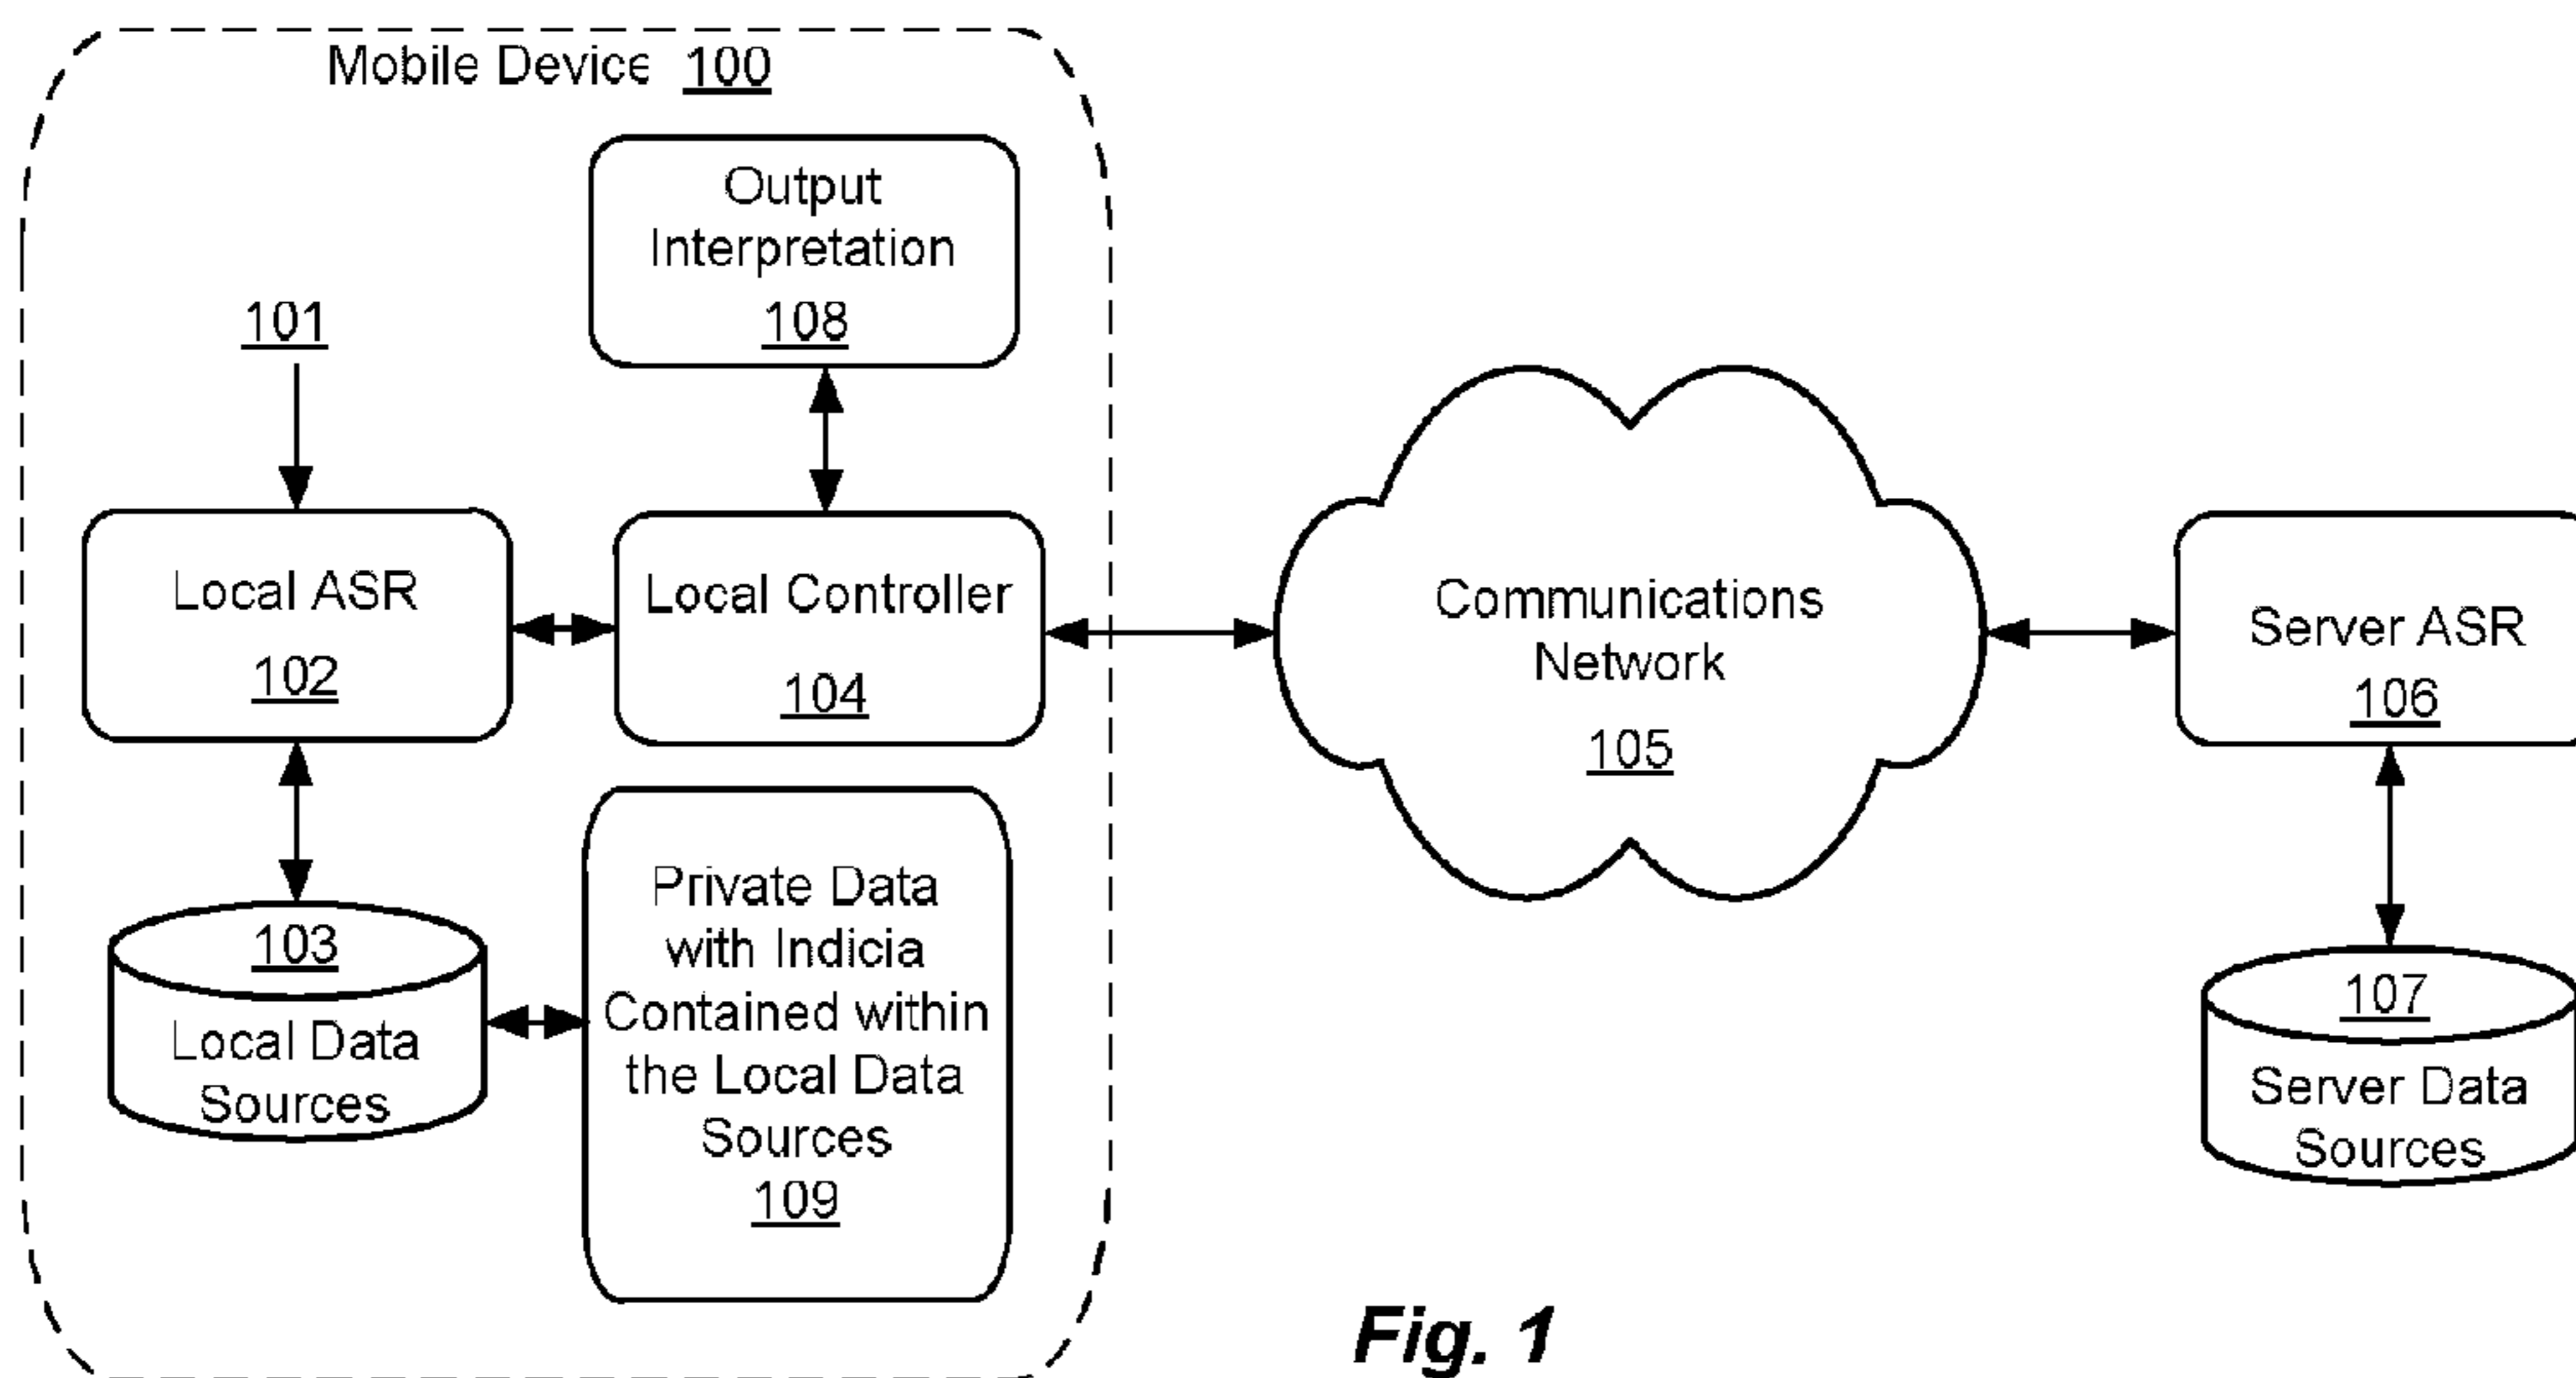 Mobile Device 100
Output
Interpretation
108
101
Local ASR
102
Local Controller
104
Communications
Network
105
Server ASR
106
103
Local Data
Sources
Private Data
with Indicia
Contained within
the Local Data
Sources
109
107
Server Data
Sources
Fig. 1